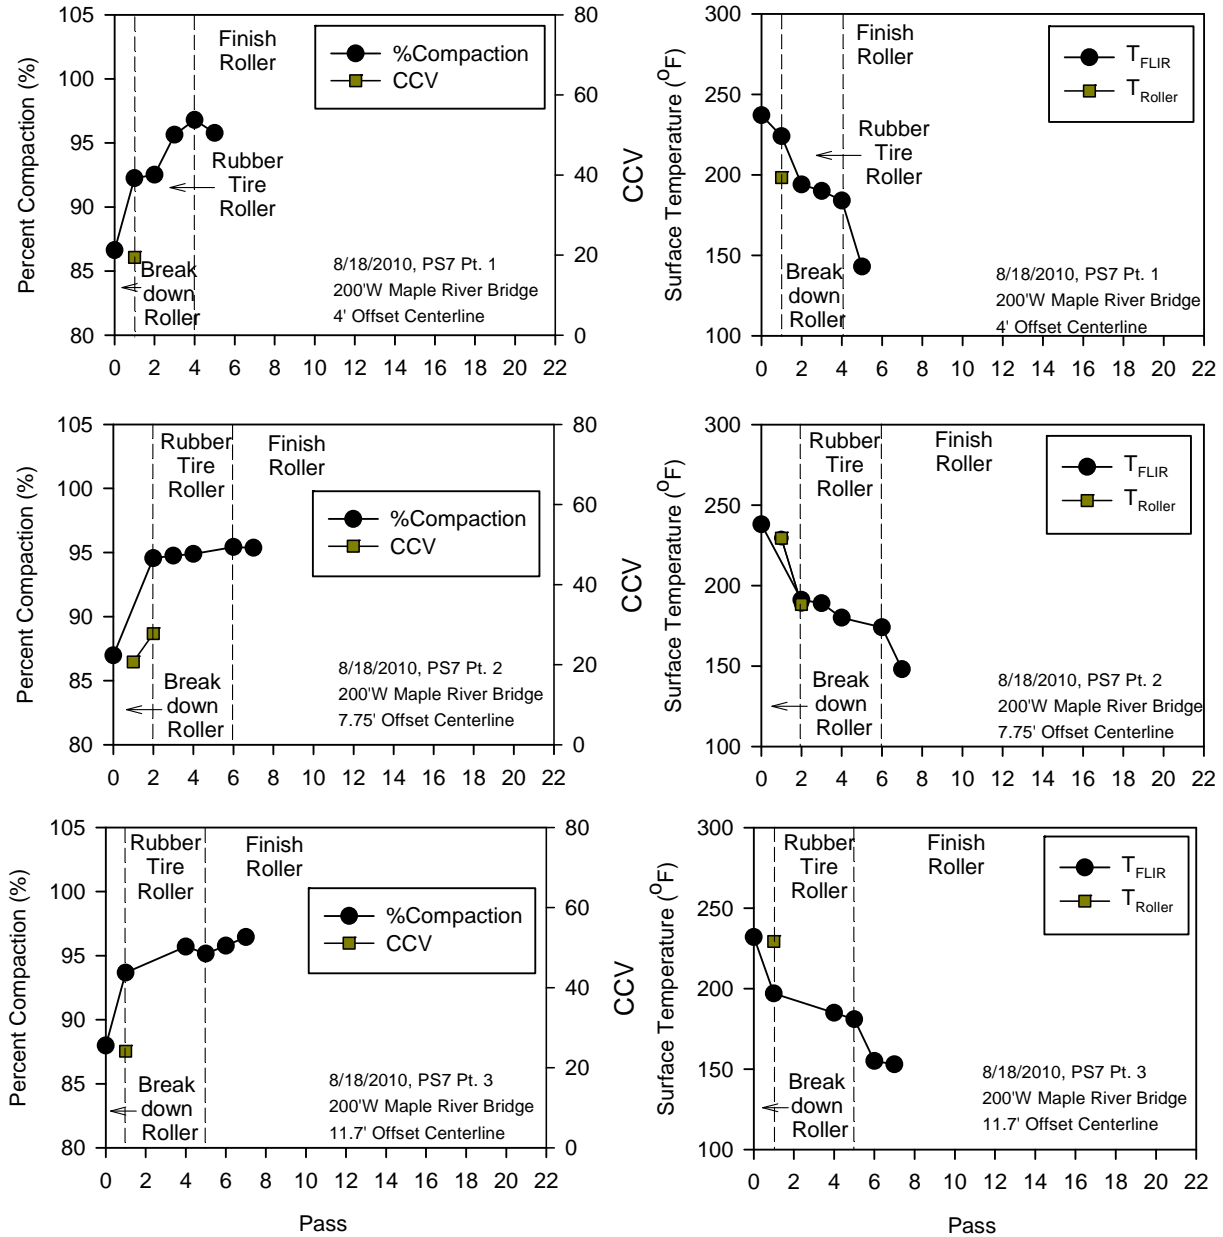 105
100
95
90
85
80
Percent Compaction (%)
80
60
40
20
0
CCV
0 2 4 6 8 10 12 14 16 18 20 22
Finish
Roller
%Compaction
CCV
Rubber
Tire
Roller
Break
down
Roller
8/18/2010, PS7 Pt. 1
200'W Maple River Bridge
4' Offset Centerline
300
250
200
150
100
Surface Temperature (°F)
0 2 4 6 8 10 12 14 16 18 20 22
Finish
Roller
T FLIR
T Roller
Rubber
Tire
Roller
Break
down
Roller
8/18/2010, PS7 Pt. 1
200'W Maple River Bridge
4' Offset Centerline
105
100
95
90
85
80
Percent Compaction (%)
80
60
40
20
0
CCV
0 2 4 6 8 10 12 14 16 18 20 22
Rubber
Tire
Roller
Finish
Roller
%Compaction
CCV
Break
down
Roller
8/18/2010, PS7 Pt. 2
200'W Maple River Bridge
7.75' Offset Centerline
300
250
200
150
100
Surface Temperature (°F)
0 2 4 6 8 10 12 14 16 18 20 22
Rubber
Tire
Roller
Finish
Roller
T FLIR
T Roller
Break
down
Roller
8/18/2010, PS7 Pt. 2
200'W Maple River Bridge
7.75' Offset Centerline
105
100
95
90
85
80
Percent Compaction (%)
80
60
40
20
0
CCV
0 2 4 6 8 10 12 14 16 18 20 22
Pass
Rubber
Tire
Roller
Finish
Roller
%Compaction
CCV
Break
down
Roller
8/18/2010, PS7 Pt. 3
200'W Maple River Bridge
11.7' Offset Centerline
300
250
200
150
100
Surface Temperature (°F)
0 2 4 6 8 10 12 14 16 18 20 22
Pass
Rubber
Tire
Roller
Finish
Roller
T FLIR
T Roller
Break
down
Roller
8/18/2010, PS7 Pt. 3
200'W Maple River Bridge
11.7' Offset Centerline